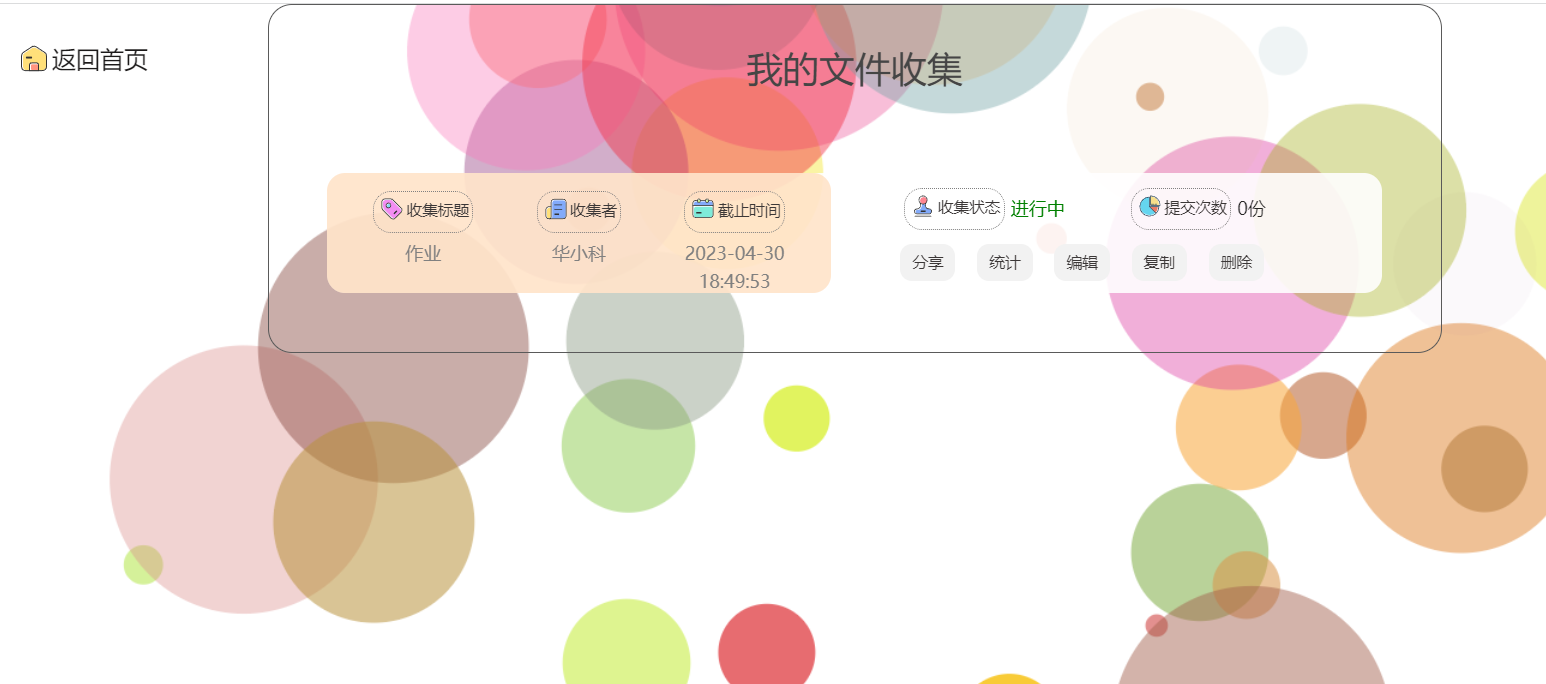 返回首页
我的文件收集
收集标题 收集者 截止时间
作业 华小科 2023-04-30
18:49:53
收集状态 进行中 提交次数 0份
分享 统计 编辑 复制 删除